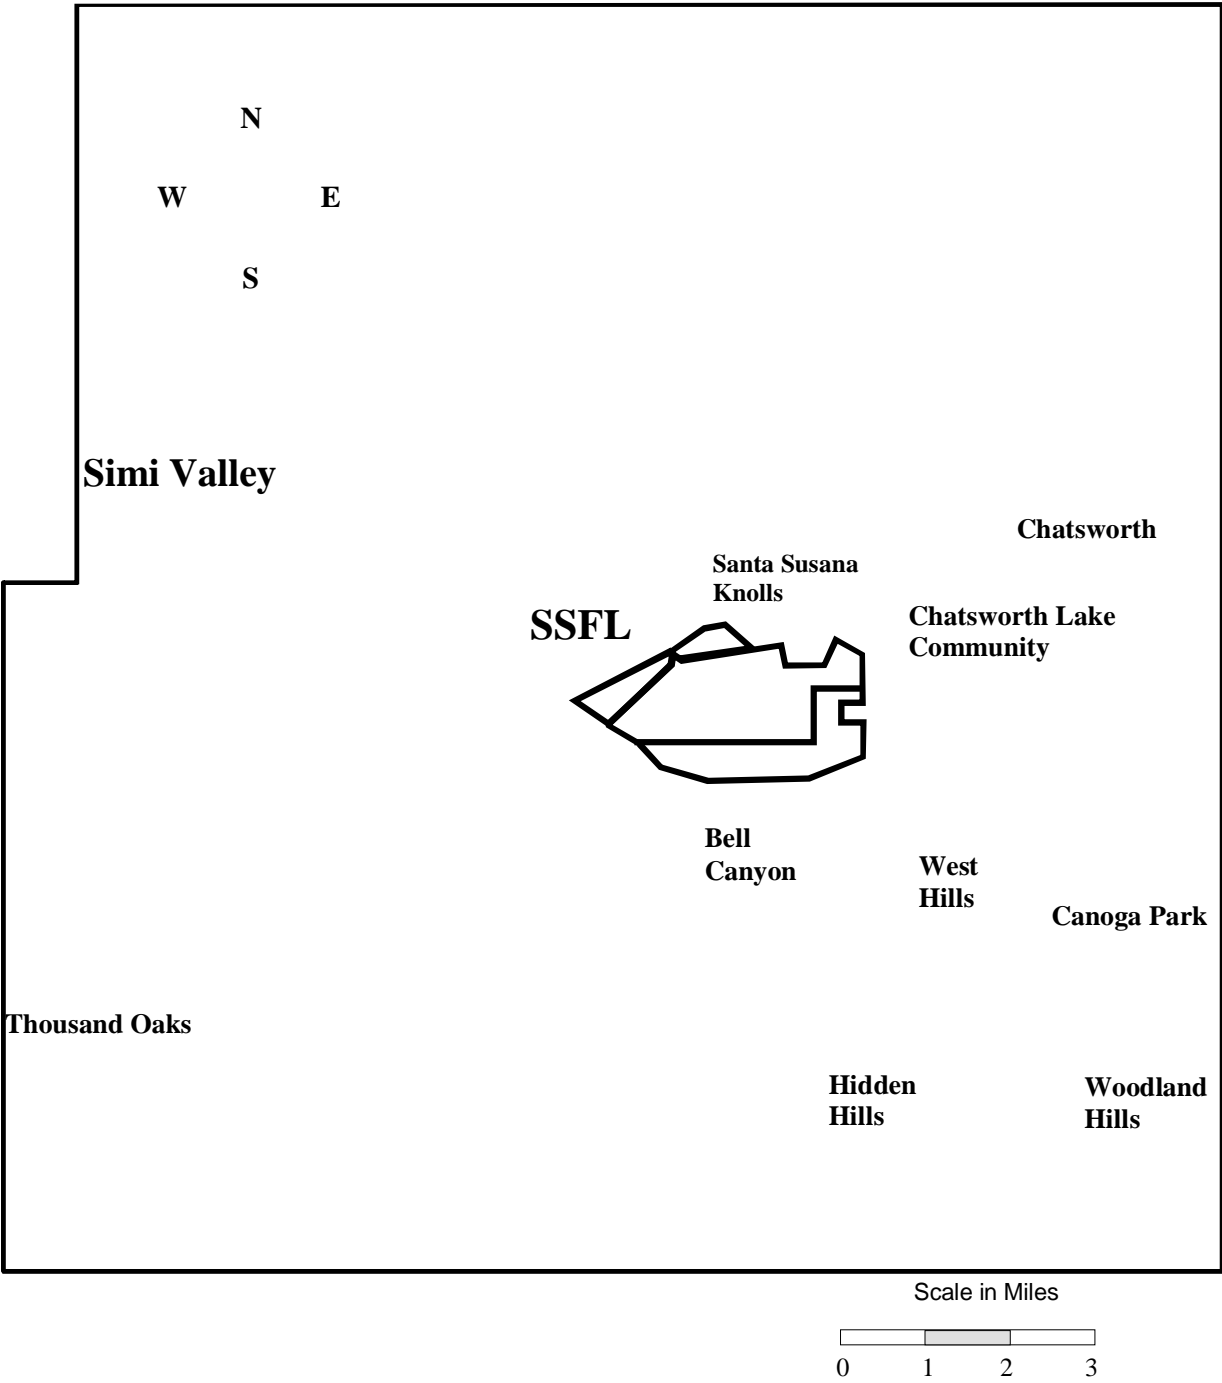 N
W E
S
Simi Valley
Chatsworth
Santa Susana
Knolls
SSFL
Chatsworth Lake
Community
Bell
Canyon
West
Hills
Canoga Park
Thousand Oaks
Hidden
Hills
Woodland
Hills
Scale in Miles
0 1 2 3